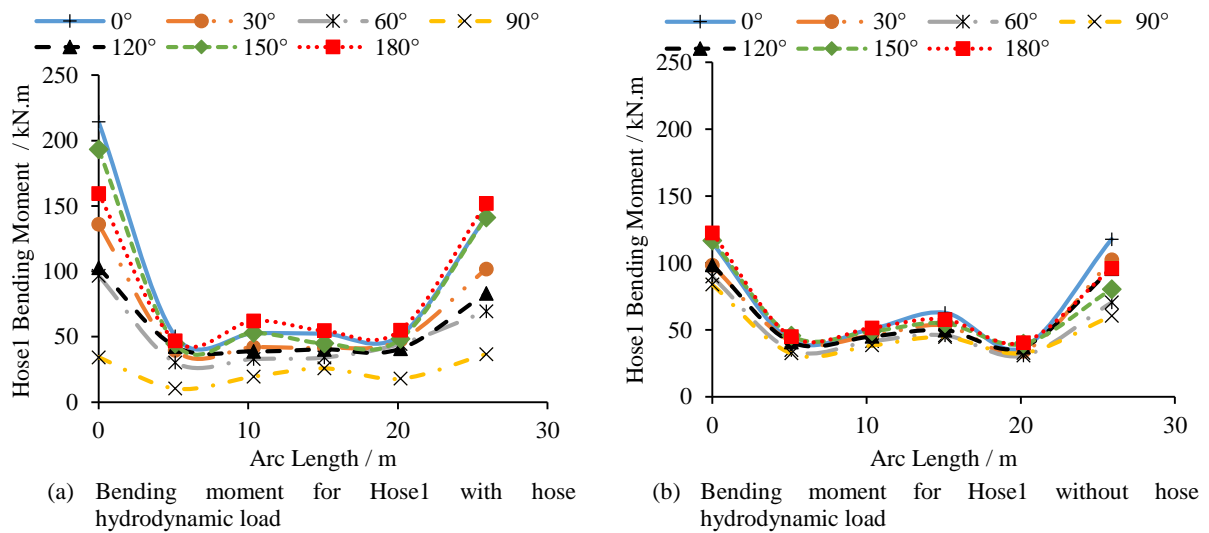 0° 30° 60° 90°
120° 150° 180°
Hose1 Bending Moment / kN.m
250
200
150
100
50
0
0 10 20 30
Arc Length / m
(a) Bending moment for Hose1 with hose
hydrodynamic load
0° 30° 60° 90°
120° 150° 180°
Hose1 Bending Moment / kN.m
250
200
150
100
50
0
0 10 20 30
Arc Length / m
(b) Bending moment for Hose1 without hose
hydrodynamic load